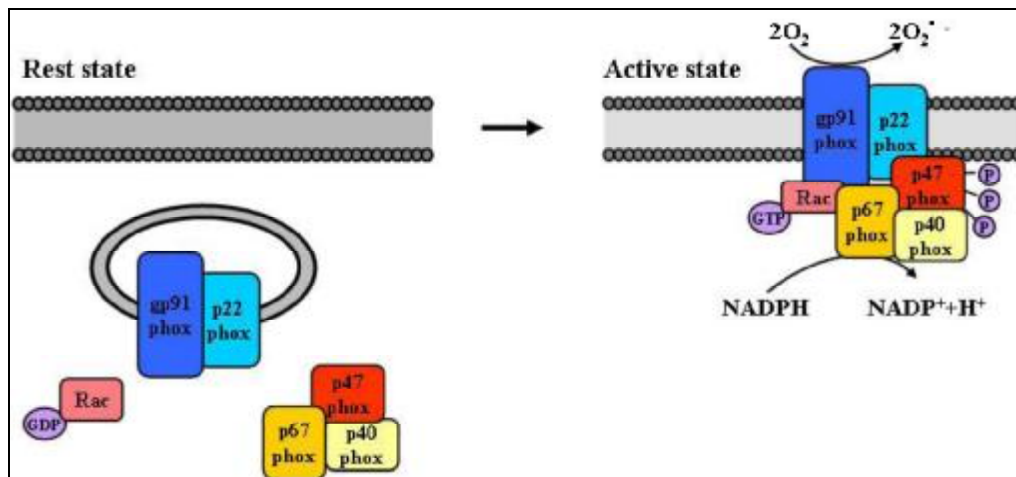 Rest state
gp91
phox
p22
phox
Rac
GDP
p47
phox
p67
phox
p40
phox
Active state
2O₂
2O₂•-
gp91
phox
p22
phox
Rac
GTP
p67
phox
p47
phox
p40
phox
P
P
P
NADPH
NADP⁺+H⁺